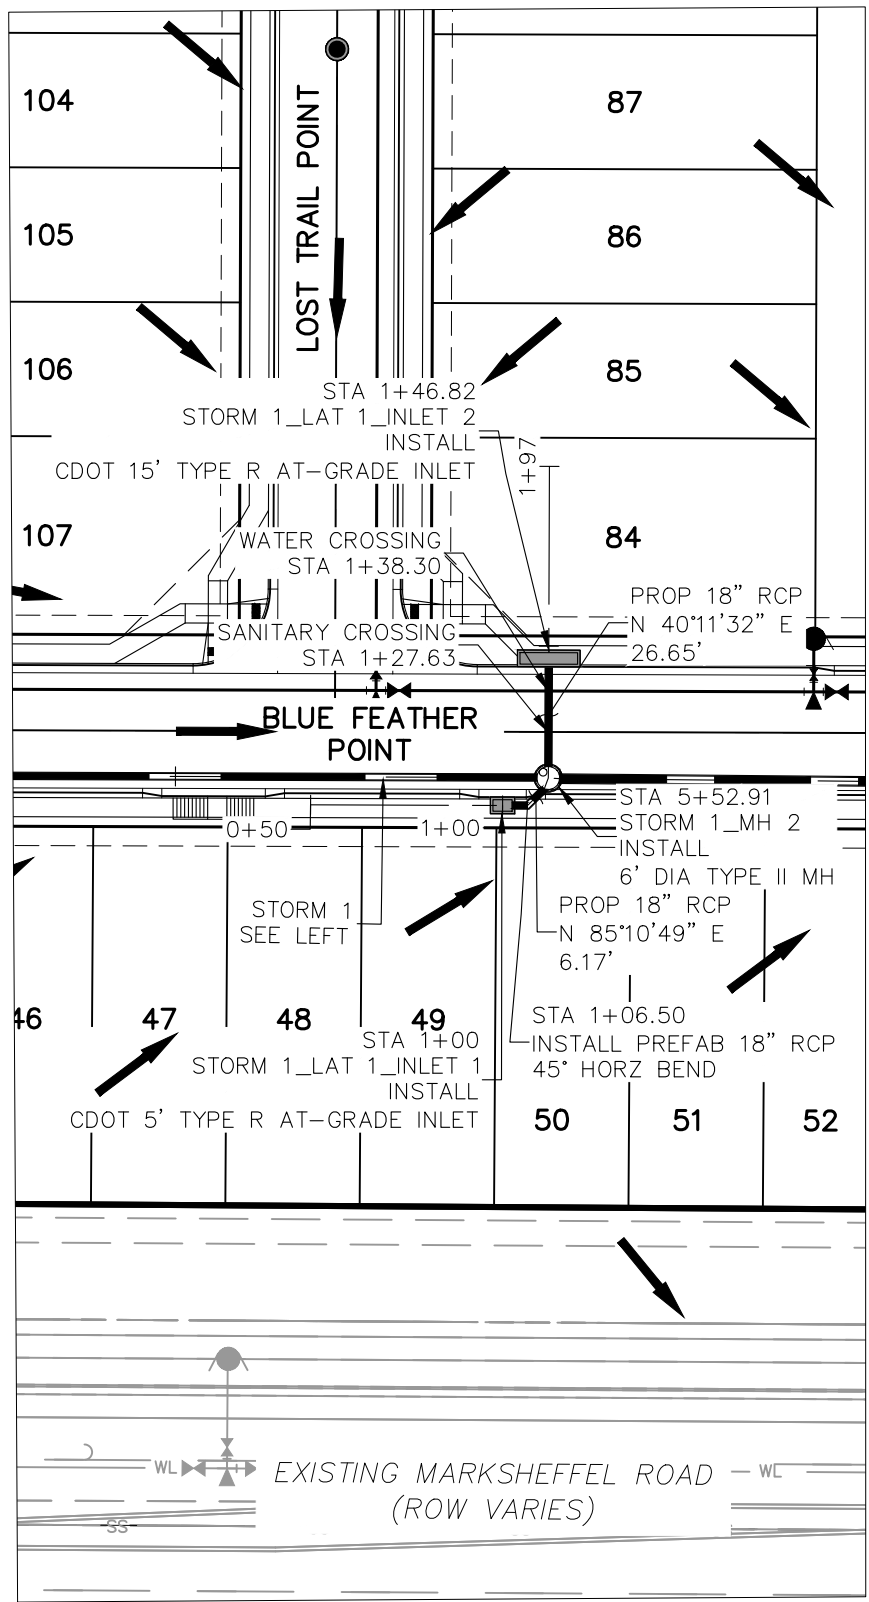 104
87
LOST TRAIL POINT
105
86
106
85
STA 1+46.82
STORM 1_LAT 1_INLET 2
INSTALL
CDOT 15' TYPE R AT-GRADE INLET
1+97
107
84
WATER CROSSING
STA 1+38.30
PROP 18" RCP
N 40°11'32" E
26.65'
SANITARY CROSSING
STA 1+27.63
BLUE FEATHER
POINT
STA 5+52.91
STORM 1_MH 2
INSTALL
6' DIA TYPE II MH
0+50
1+00
STORM 1
SEE LEFT
PROP 18" RCP
N 85°10'49" E
6.17'
46
47
48
49
STA 1+06.50
INSTALL PREFAB 18" RCP
45° HORZ BEND
STA 1+00
STORM 1_LAT 1_INLET 1
INSTALL
CDOT 5' TYPE R AT-GRADE INLET
50
51
52
WL
EXISTING MARKSHEFFEL ROAD
(ROW VARIES)
WL
SS